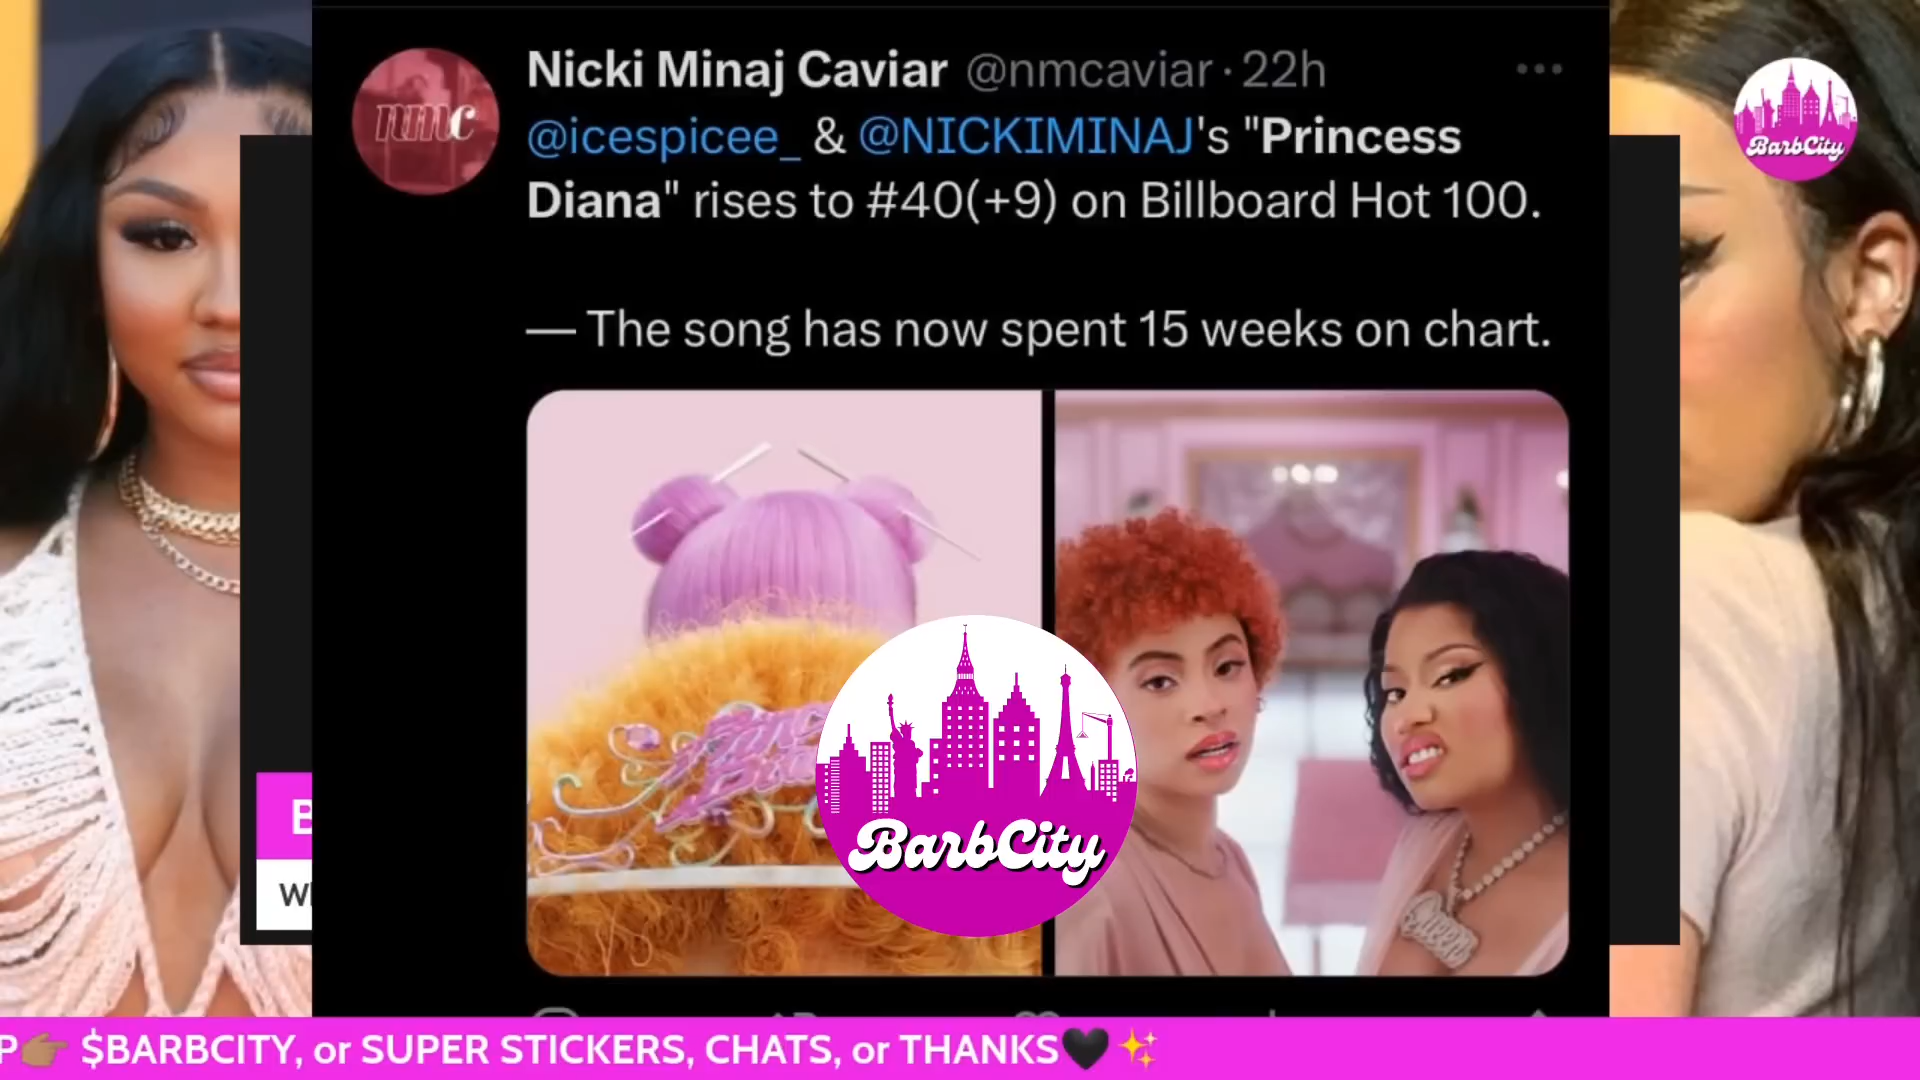 Nicki Minaj Caviar @nmcaviar · 22h
@icespicee_ & @NICKIMINAJ's "Princess
Diana" rises to #40(+9) on Billboard Hot 100.
— The song has now spent 15 weeks on chart.
nmc
BarbCity
BarbCity
Queen
B
P👉🏽 $BARBCITY, or SUPER STICKERS, CHATS, or THANKS🖤✨